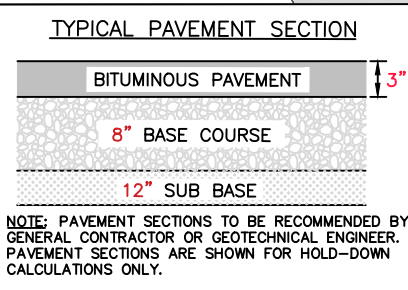 TYPICAL PAVEMENT SECTION
BITUMINOUS PAVEMENT 3"
8" BASE COURSE
12" SUB BASE
NOTE: PAVEMENT SECTIONS TO BE RECOMMENDED BY
GENERAL CONTRACTOR OR GEOTECHNICAL ENGINEER.
PAVEMENT SECTIONS ARE SHOWN FOR HOLD-DOWN
CALCULATIONS ONLY.